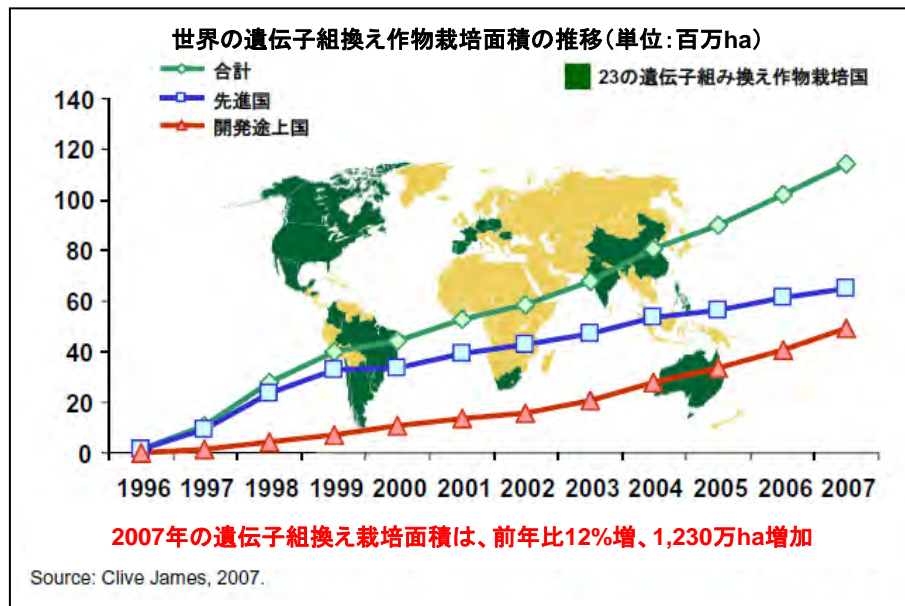 世界の遺伝子組換え作物栽培面積の推移(単位:百万ha)
合計
先進国
開発途上国
23の遺伝子組み換え作物栽培国
140
120
100
80
60
40
20
0
1996 1997 1998 1999 2000 2001 2002 2003 2004 2005 2006 2007
2007年の遺伝子組換え栽培面積は、前年比12%増、1,230万ha増加
Source: Clive James, 2007.